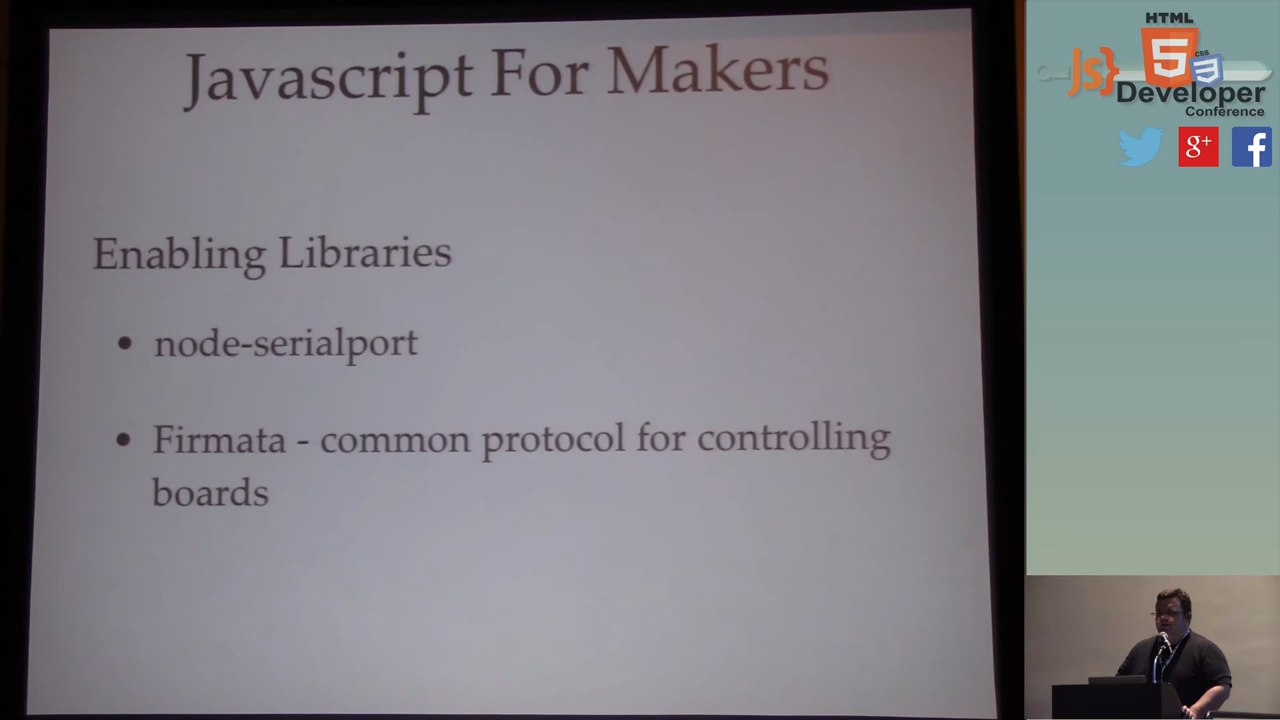 Javascript For Makers
Enabling Libraries
• node-serialport
• Firmata - common protocol for controlling
boards
HTML
5
JS}
css
3
Developer
Conference
g+
f